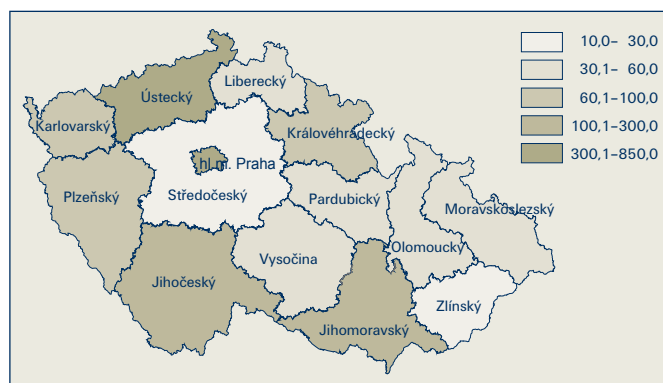 10,0– 30,0
30,1– 60,0
60,1–100,0
100,1–300,0
300,1–850,0
Liberecký
Ústecký
Karlovarský
Královéhradecký
hl.m. Praha
Plzeňský
Středočeský
Pardubický
Moravskoslezský
Olomoucký
Vysočina
Jihočeský
Zlínský
Jihomoravský